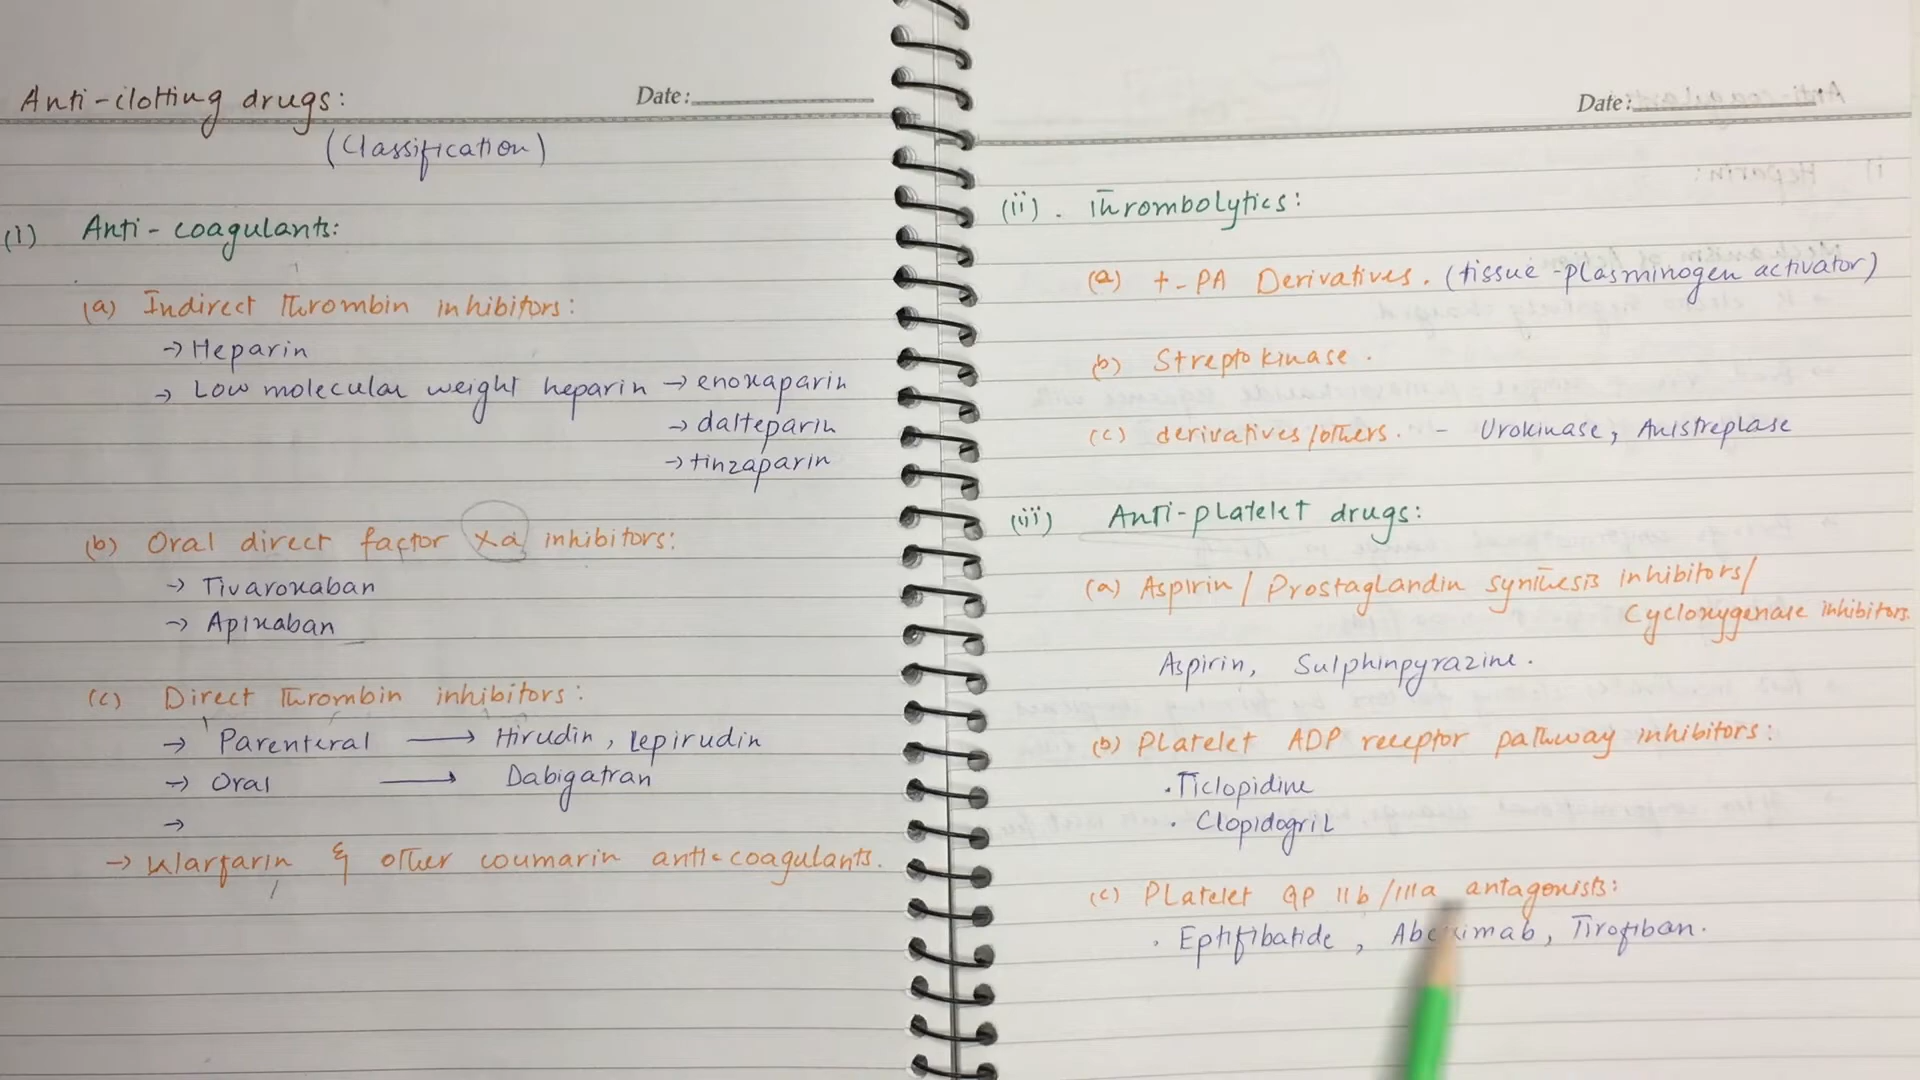 Anti-clotting drugs:
Date:
(Classification)
(i) Anti-coagulants:
(a) Indirect thrombin inhibitors:
→ Heparin
→ Low molecular weight heparin → enoxaparin
→ dalteparin
→ tinzaparin
(b) Oral direct factor Xa inhibitors:
→ Tivaroxaban
→ Apixaban
(c) Direct thrombin inhibitors:
→ Parenteral → Hirudin, lepirudin
→ Oral → Dabigatran
→
→ Warfarin & other coumarin anti-coagulants.
Date:
(ii). Thrombolytics:
(a) t-PA Derivatives. (tissue-plasminogen activator)
(b) Streptokinase.
(c) derivatives/others. - Urokinase, Anistreplase
(iii) Anti-platelet drugs:
(a) Aspirin/Prostaglandin synthesis inhibitors/
Cycloxygenase inhibitors.
Aspirin, Sulphinpyrazine.
(b) Platelet ADP receptor pathway inhibitors:
. Ticlopidine
. Clopidogril
(c) Platelet GP IIb/IIIa antagonists:
. Eptifibatide, Abciximab, Tirofiban.